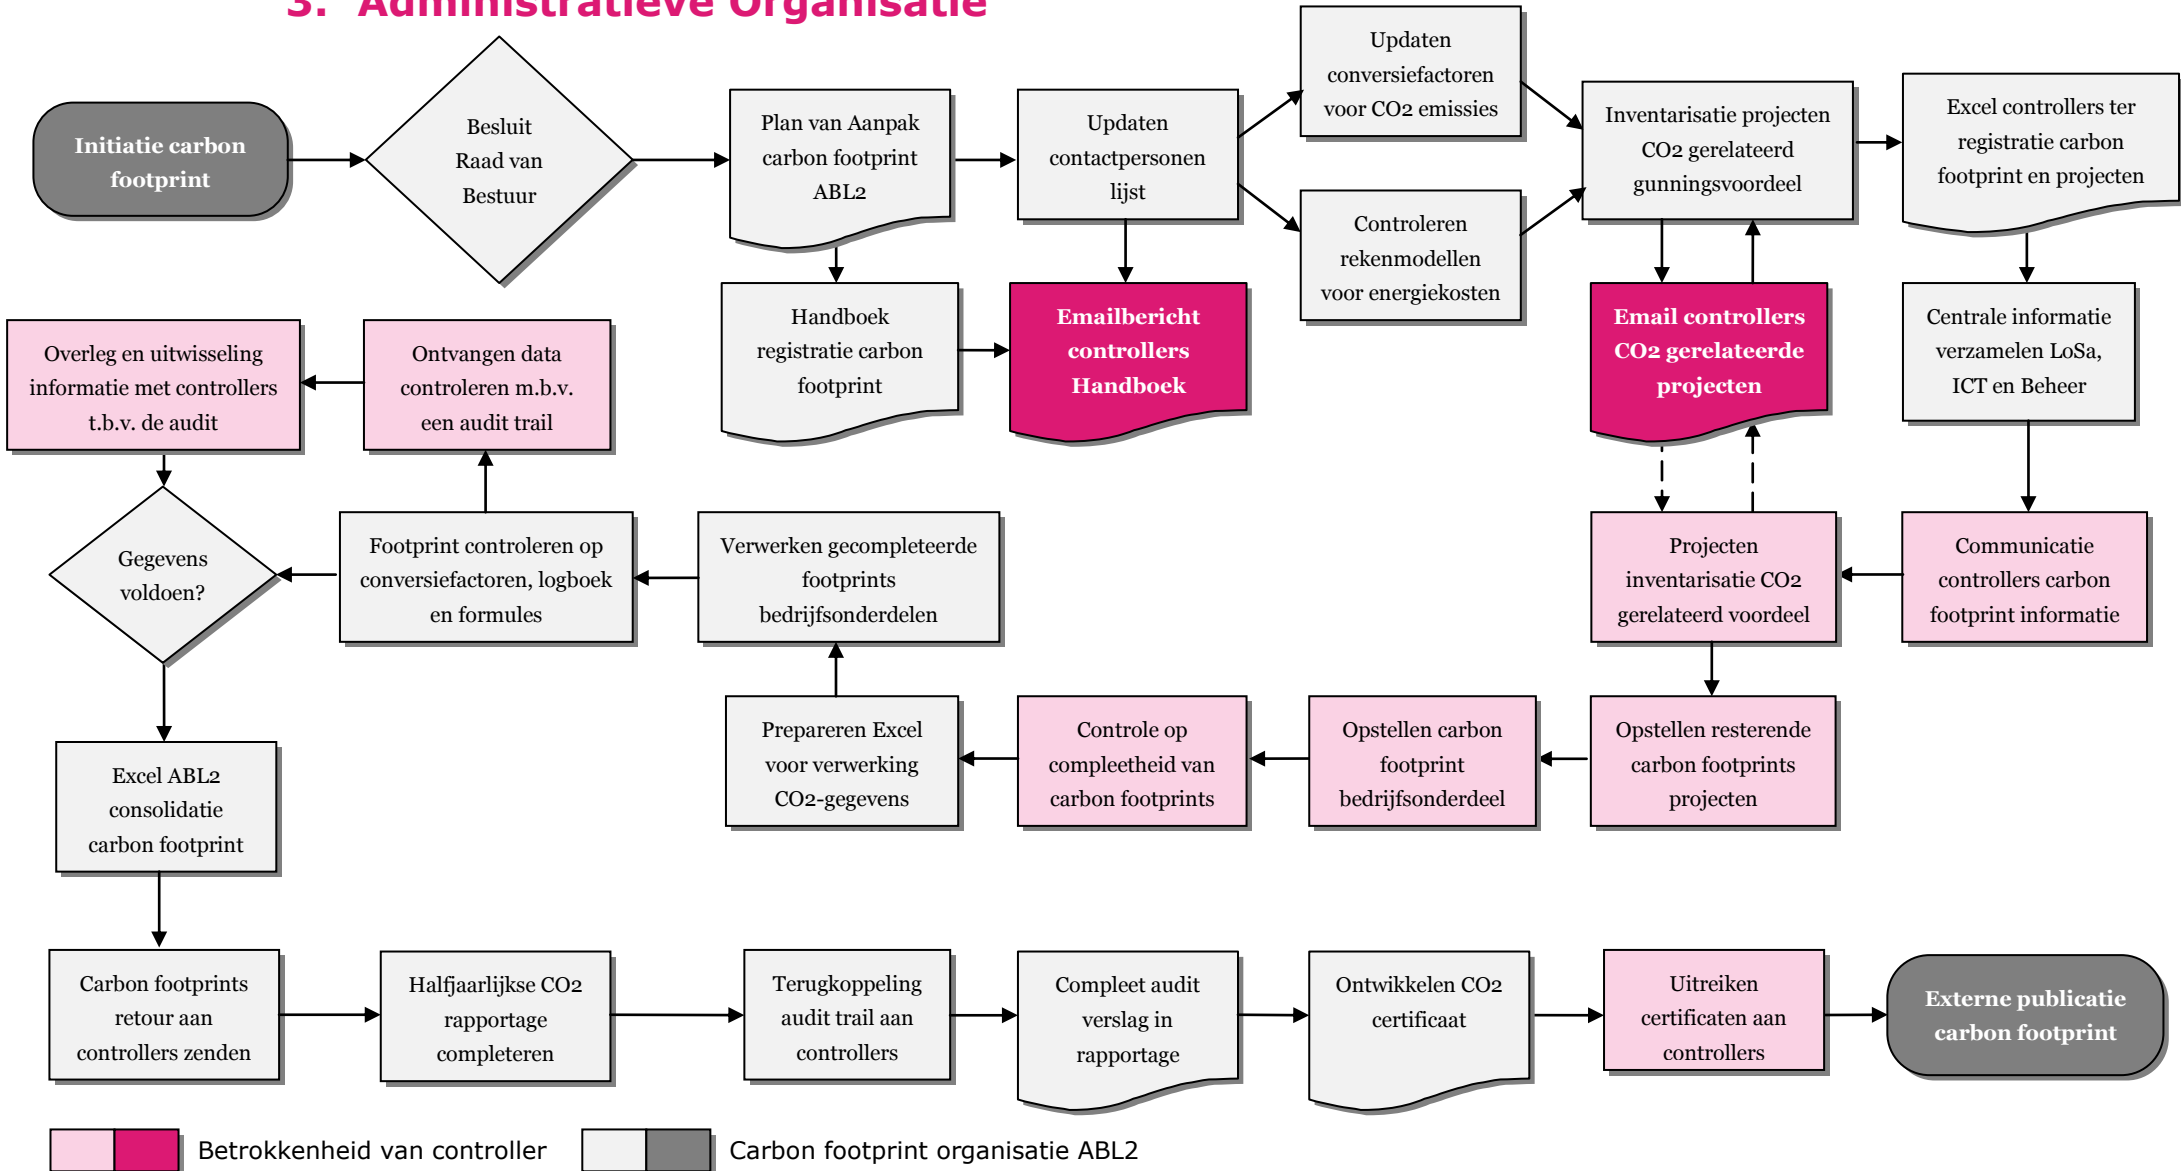 3. Administratieve Organisatie
Initiatie carbon
footprint
Besluit
Raad van
Bestuur
Plan van Aanpak
carbon footprint
ABL2
Updaten
contactpersonen
lijst
Updaten
conversiefactoren
voor CO2 emissies
Controleren
rekenmodellen
voor energiekosten
Inventarisatie projecten
CO2 gerelateerd
gunningsvoordeel
Excel controllers ter
registratie carbon
footprint en projecten
Overleg en uitwisseling
informatie met controllers
t.b.v. de audit
Ontvangen data
controleren m.b.v.
een audit trail
Handboek
registratie carbon
footprint
Emailbericht
controllers
Handboek
Email controllers
CO2 gerelateerde
projecten
Centrale informatie
verzamelen LoSa,
ICT en Beheer
Gegevens
voldoen?
Footprint controleren op
conversiefactoren, logboek
en formules
Verwerken gecompleteerde
footprints
bedrijfsonderdelen
Projecten
inventarisatie CO2
gerelateerd voordeel
Communicatie
controllers carbon
footprint informatie
Excel ABL2
consolidatie
carbon footprint
Prepareren Excel
voor verwerking
CO2-gegevens
Controle op
compleetheid van
carbon footprints
Opstellen carbon
footprint
bedrijfsonderdeel
Opstellen resterende
carbon footprints
projecten
Carbon footprints
retour aan
controllers zenden
Halfjaarlijkse CO2
rapportage
completeren
Terugkoppeling
audit trail aan
controllers
Compleet audit
verslag in
rapportage
Ontwikkelen CO2
certificaat
Uitreiken
certificaten aan
controllers
Externe publicatie
carbon footprint
Betrokkenheid van controller
Carbon footprint organisatie ABL2